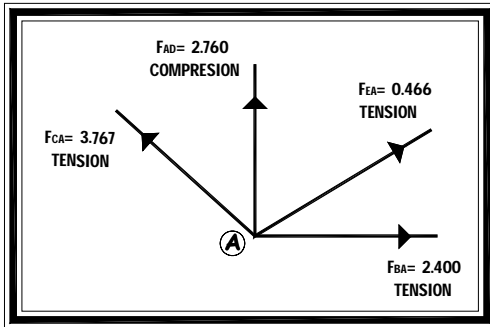 FAD= 2.760
COMPRESION
FEA= 0.466
TENSION
FCA= 3.767
TENSION
A
FBA= 2.400
TENSION